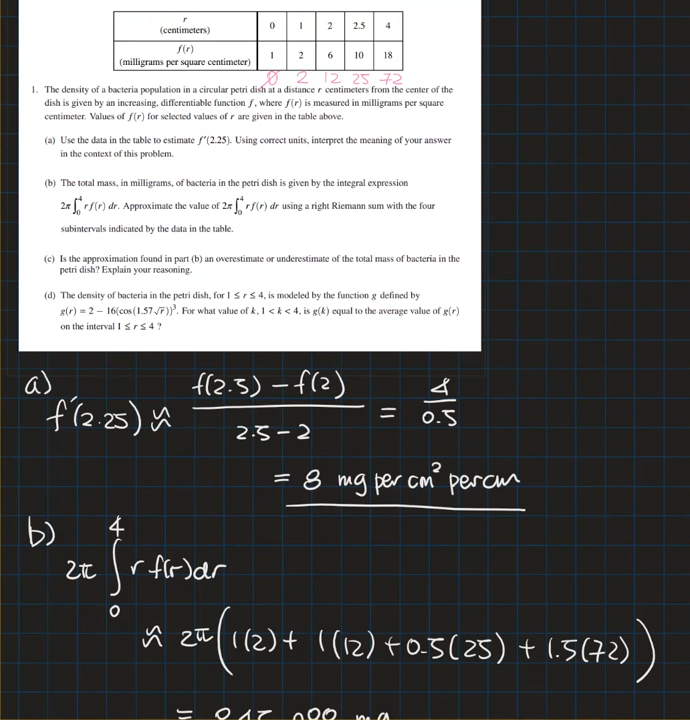 r
(centimeters) 0 1 2 2.5 4
f(r)
(milligrams per square centimeter) 1 2 6 10 18
0 2 12 25 72
1. The density of a bacteria population in a circular petri dish at a distance r centimeters from the center of the
dish is given by an increasing, differentiable function f, where f(r) is measured in milligrams per square
centimeter. Values of f(r) for selected values of r are given in the table above.
(a) Use the data in the table to estimate f'(2.25). Using correct units, interpret the meaning of your answer
in the context of this problem.
(b) The total mass, in milligrams, of bacteria in the petri dish is given by the integral expression
2π∫₀⁴ r f(r) dr. Approximate the value of 2π∫₀⁴ r f(r) dr using a right Riemann sum with the four
subintervals indicated by the data in the table.
(c) Is the approximation found in part (b) an overestimate or underestimate of the total mass of bacteria in the
petri dish? Explain your reasoning.
(d) The density of bacteria in the petri dish, for 1 ≤ r ≤ 4, is modeled by the function g defined by
g(r) = 2 − 16(cos(1.57√r))³. For what value of k, 1 < k < 4, is g(k) equal to the average value of g(r)
on the interval 1 ≤ r ≤ 4 ?
a)
f'(2.25) ≈ (f(2.5) − f(2))/(2.5 − 2) = 4/0.5
= 8 mg per cm² per cm
b)
2π ∫₀⁴ r f(r) dr
≈ 2π(1(2) + 1(12) + 0.5(25) + 1.5(72))